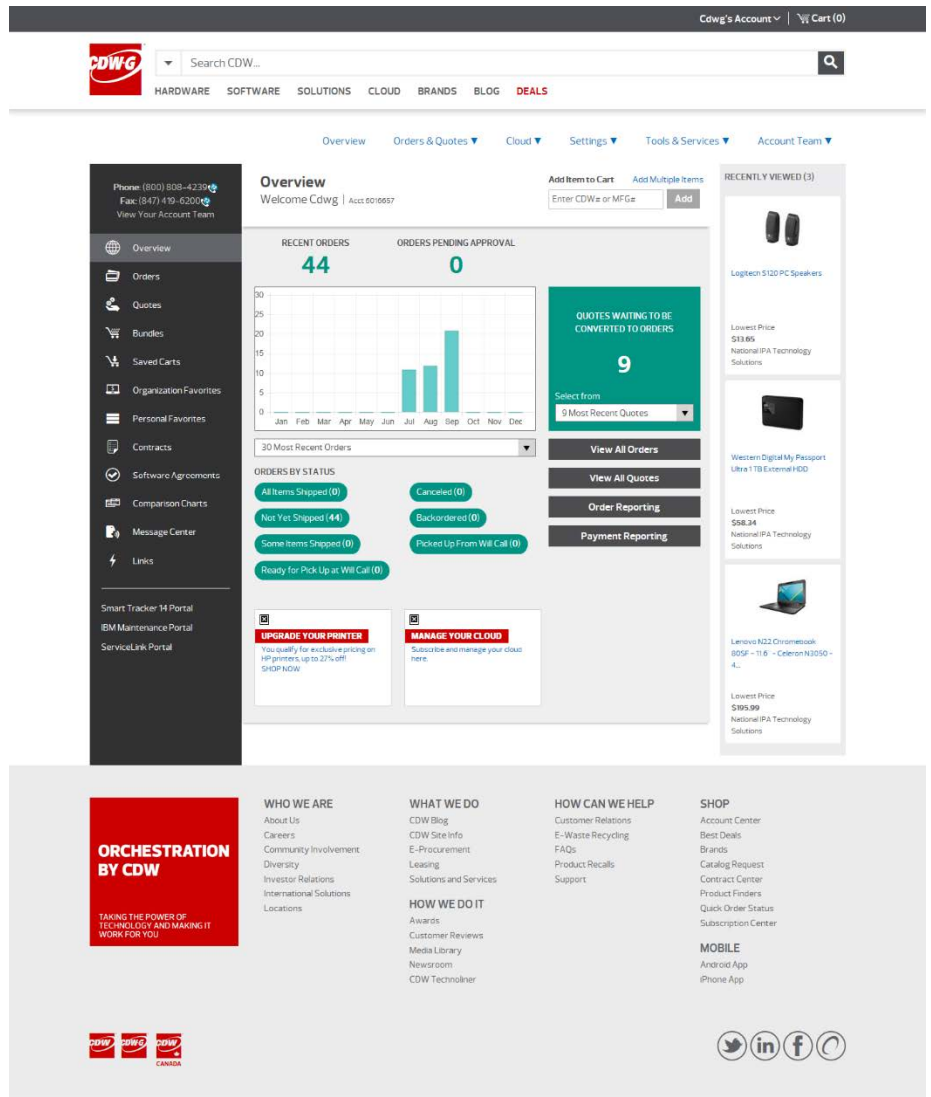 Cdwg's Account
Cart (0)
CDW•G
Search CDW...
HARDWARE SOFTWARE SOLUTIONS CLOUD BRANDS BLOG DEALS
Overview Orders & Quotes ▼ Cloud ▼ Settings ▼ Tools & Services ▼ Account Team ▼
Phone: (800) 808-4239
Fax: (847) 419-6200
View Your Account Team
Overview
Orders
Quotes
Bundles
Saved Carts
Organization Favorites
Personal Favorites
Contracts
Software Agreements
Comparison Charts
Message Center
Links
Smart Tracker 14 Portal
IBM Maintenance Portal
ServiceLink Portal
Overview
Welcome Cdwg | Acct 6016657
Add Item to Cart Add Multiple Items
Enter CDW# or MFG# Add
RECENT ORDERS
44
ORDERS PENDING APPROVAL
0
30
25
20
15
10
5
0
Jan Feb Mar Apr May Jun Jul Aug Sep Oct Nov Dec
30 Most Recent Orders
ORDERS BY STATUS
All Items Shipped (0) Canceled (0)
Not Yet Shipped (44) Backordered (0)
Some Items Shipped (0) Picked Up From Will Call (0)
Ready for Pick Up at Will Call (0)
QUOTES WAITING TO BE
CONVERTED TO ORDERS
9
Select from
9 Most Recent Quotes
View All Orders
View All Quotes
Order Reporting
Payment Reporting
UPGRADE YOUR PRINTER
You qualify for exclusive pricing on
HP printers, up to 27% off!
SHOP NOW
MANAGE YOUR CLOUD
Subscribe and manage your cloud
here.
RECENTLY VIEWED (3)
Logitech S120 PC Speakers
Lowest Price
$13.65
National IPA Technology
Solutions
Western Digital My Passport
Ultra 1 TB External HDD
Lowest Price
$58.34
National IPA Technology
Solutions
Lenovo N22 Chromebook
80SF - 11.6" - Celeron N3050 -
4...
Lowest Price
$195.99
National IPA Technology
Solutions
ORCHESTRATION
BY CDW
TAKING THE POWER OF
TECHNOLOGY AND MAKING IT
WORK FOR YOU
WHO WE ARE
About Us
Careers
Community Involvement
Diversity
Investor Relations
International Solutions
Locations
WHAT WE DO
CDW Blog
CDW Site Info
E-Procurement
Leasing
Solutions and Services
HOW WE DO IT
Awards
Customer Reviews
Media Library
Newsroom
CDW Technoliner
HOW CAN WE HELP
Customer Relations
E-Waste Recycling
FAQs
Product Recalls
Support
SHOP
Account Center
Best Deals
Brands
Catalog Request
Contract Center
Product Finders
Quick Order Status
Subscription Center
MOBILE
Android App
iPhone App
CDW CDW•G CDW
CANADA